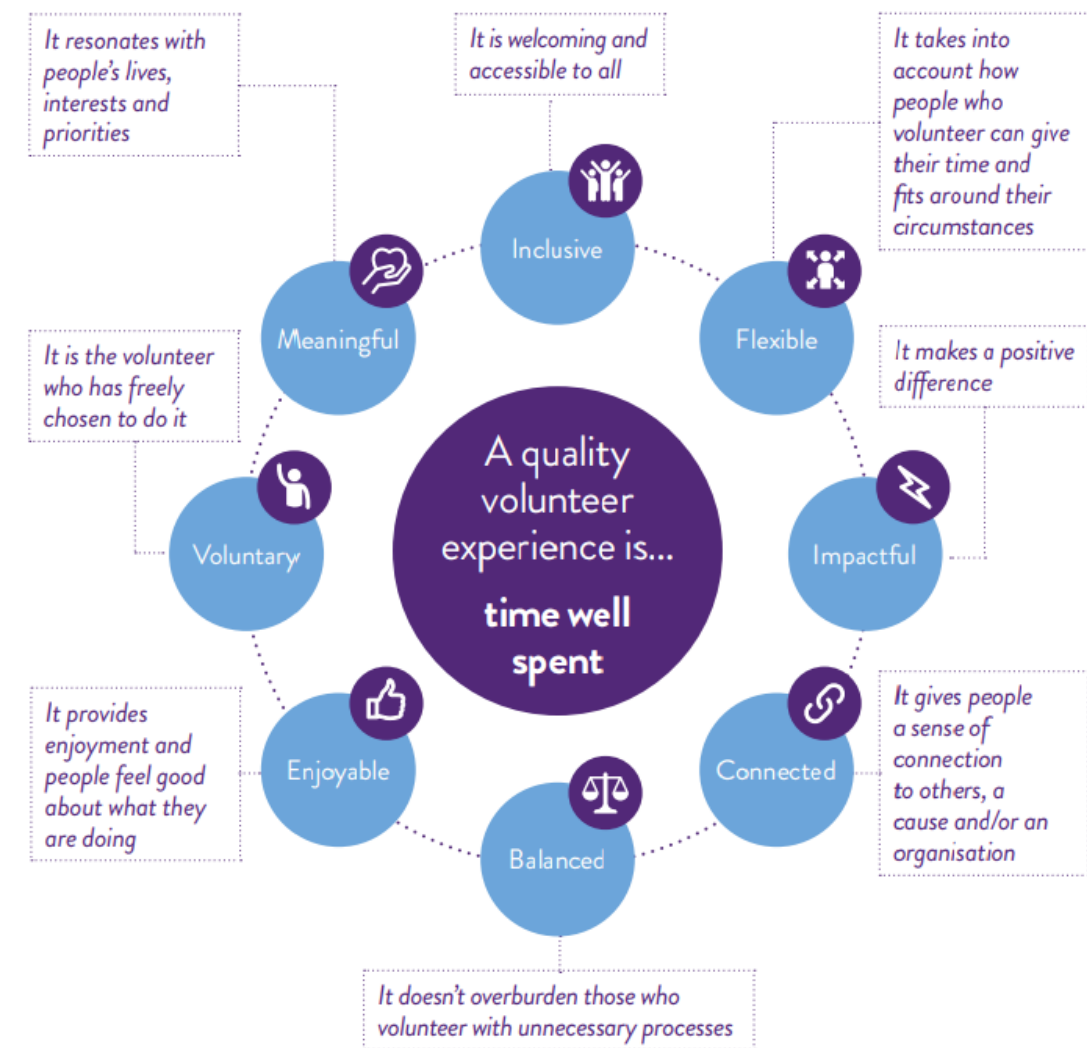 It resonates with
people's lives,
interests and
priorities
It is welcoming and
accessible to all
It takes into
account how
people who
volunteer can give
their time and
fits around their
circumstances
Inclusive
Meaningful
Flexible
It is the volunteer
who has freely
chosen to do it
It makes a positive
difference
A quality
volunteer
experience is...
time well
spent
Voluntary
Impactful
It provides
enjoyment and
people feel good
about what they
are doing
Enjoyable
Connected
It gives people
a sense of
connection
to others, a
cause and/or an
organisation
Balanced
It doesn't overburden those who
volunteer with unnecessary processes